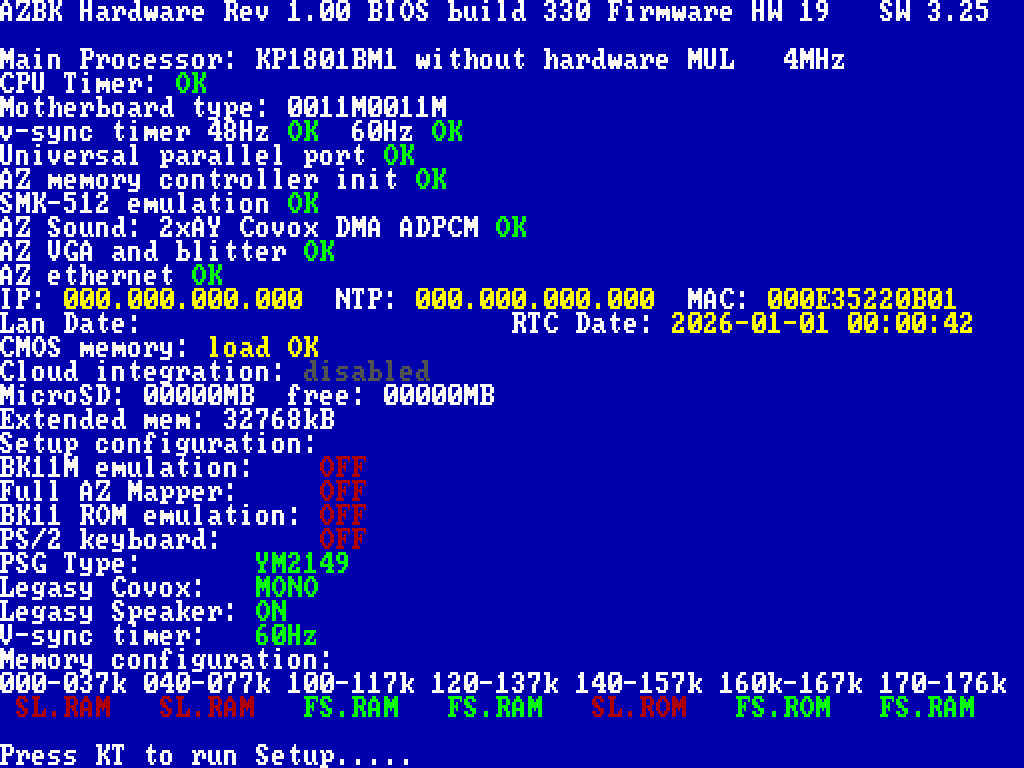 AZBK Hardware Rev 1.00 BIOS build 330 Firmware HW 19 SW 3.25
Main Processor: KP1801BM1 without hardware MUL 4MHz
CPU Timer: OK
Motherboard type: 0011M0011M
v-sync timer 48Hz OK 60Hz OK
Universal parallel port OK
AZ memory controller init OK
SMK-512 emulation OK
AZ Sound: 2xAY Covox DMA ADPCM OK
AZ VGA and blitter OK
AZ ethernet OK
IP: 000.000.000.000 NTP: 000.000.000.000 MAC: 000E35220B01
Lan Date: RTC Date: 2026-01-01 00:00:42
CMOS memory: load OK
Cloud integration: disabled
MicroSD: 00000MB free: 00000MB
Extended mem: 32768kB
Setup configuration:
BK11M emulation: OFF
Full AZ Mapper: OFF
BK11 ROM emulation: OFF
PS/2 keyboard: OFF
PSG Type: YM2149
Legasy Covox: MONO
Legasy Speaker: ON
V-sync timer: 60Hz
Memory configuration:
000-037k 040-077k 100-117k 120-137k 140-157k 160k-167k 170-176k
SL.RAM SL.RAM FS.RAM FS.RAM SL.ROM FS.ROM FS.RAM
Press KT to run Setup.....